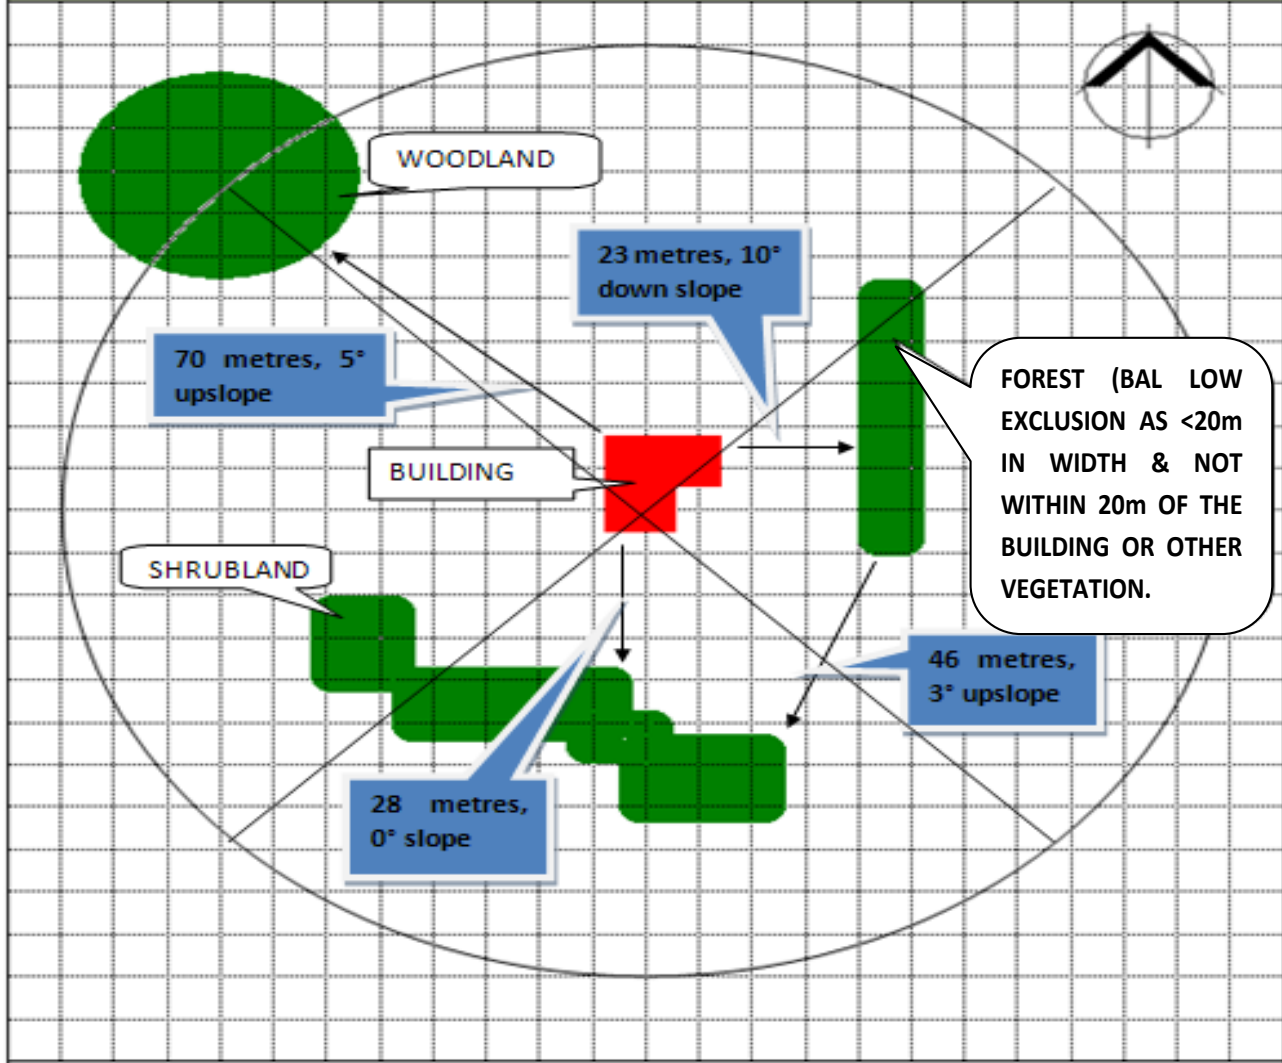 WOODLAND
23 metres, 10°
down slope
70 metres, 5°
upslope
FOREST (BAL LOW
EXCLUSION AS <20m
IN WIDTH & NOT
WITHIN 20m OF THE
BUILDING OR OTHER
VEGETATION.
BUILDING
SHRUBLAND
46 metres,
3° upslope
28 metres,
0° slope